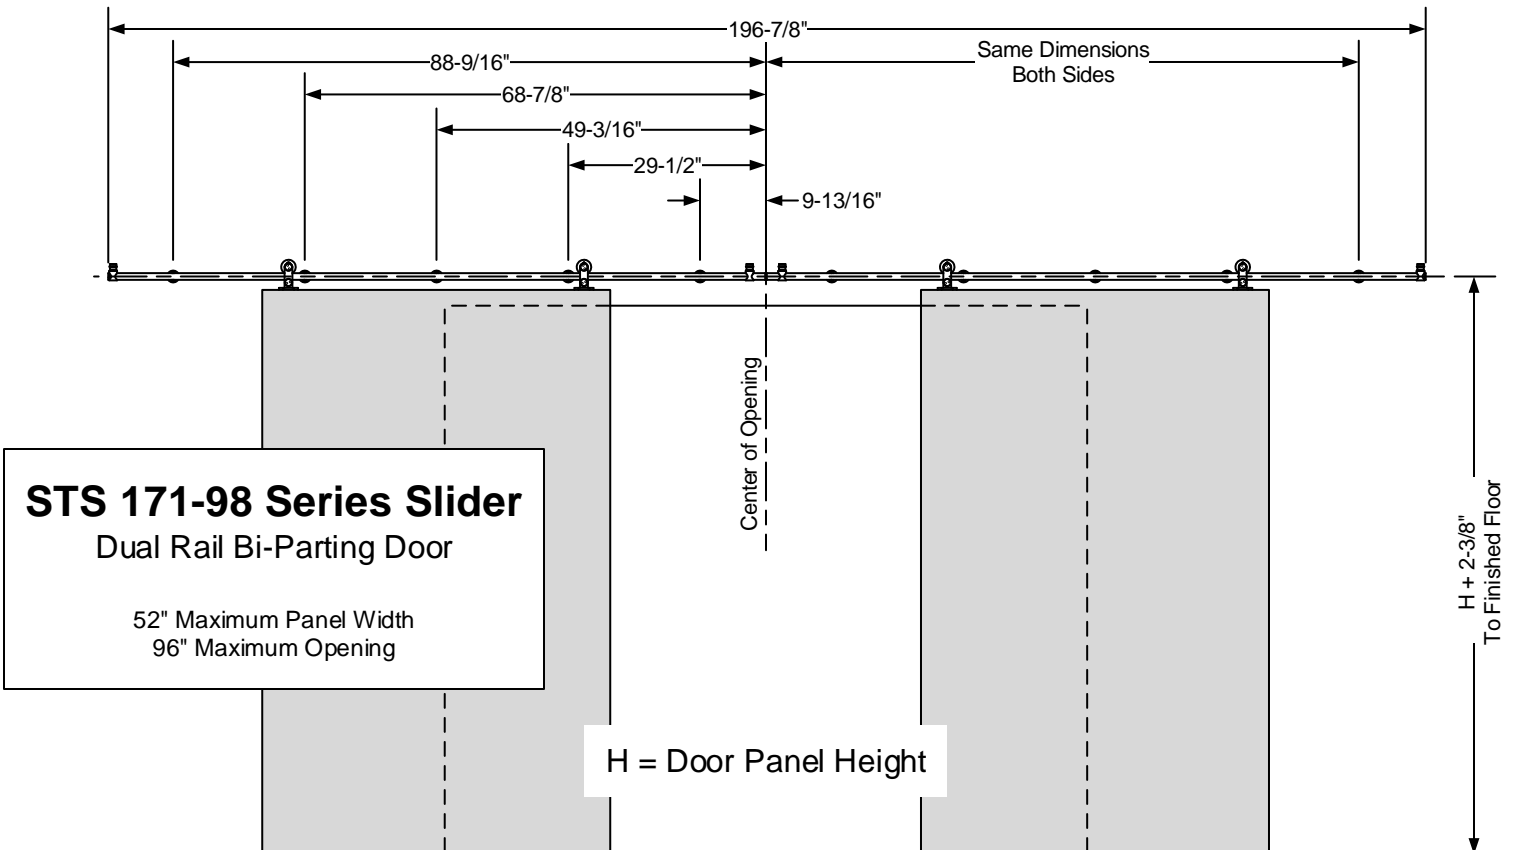 196-7/8"
88-9/16"
Same Dimensions
Both Sides
68-7/8"
49-3/16"
29-1/2"
9-13/16"
Center of Opening
STS 171-98 Series Slider
Dual Rail Bi-Parting Door
52" Maximum Panel Width
96" Maximum Opening
H + 2-3/8"
To Finished Floor
H = Door Panel Height